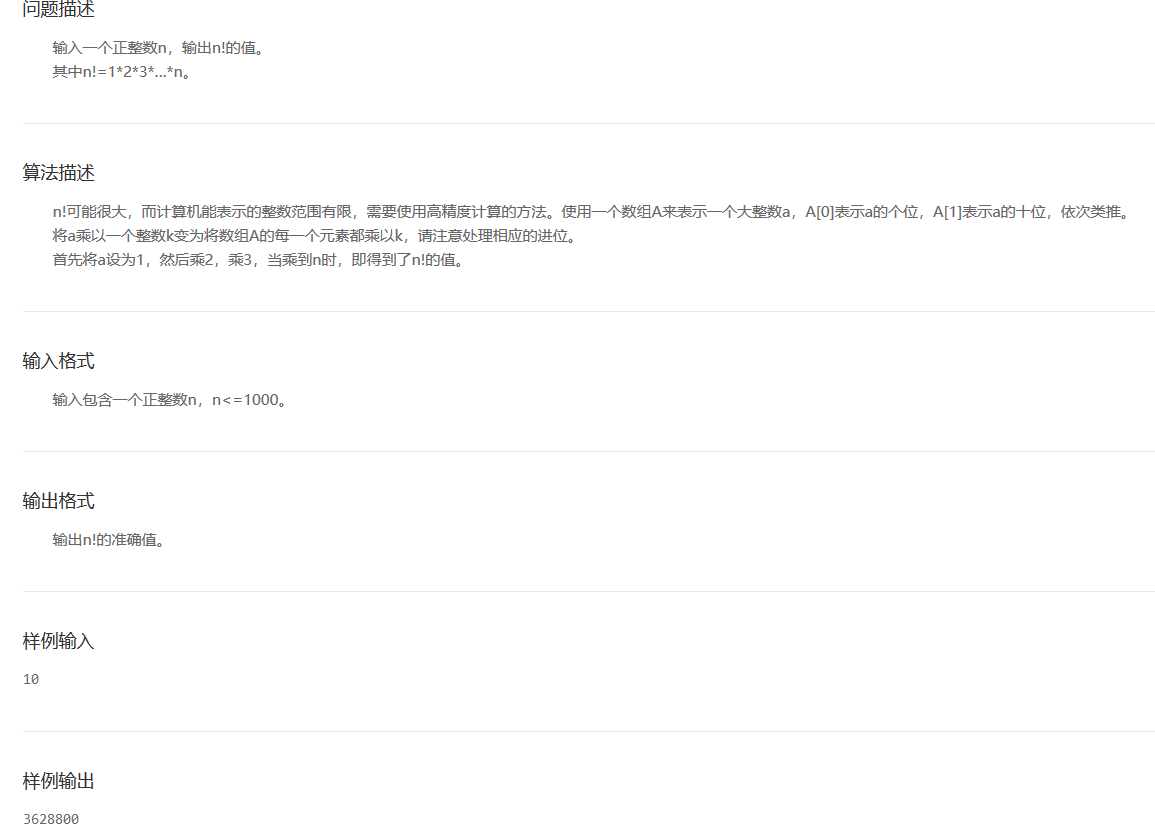 问题描述
输入一个正整数n，输出n!的值。
其中n!=1*2*3*…*n。
算法描述
n!可能很大，而计算机能表示的整数范围有限，需要使用高精度计算的方法。使用一个数组A来表示一个大整数a，A[0]表示a的个位，A[1]表示a的十位，依次类推。
将a乘以一个整数k变为将数组A的每一个元素都乘以k，请注意处理相应的进位。
首先将a设为1，然后乘2，乘3，当乘到n时，即得到了n!的值。
输入格式
输入包含一个正整数n，n<=1000。
输出格式
输出n!的准确值。
样例输入
10
样例输出
3628800